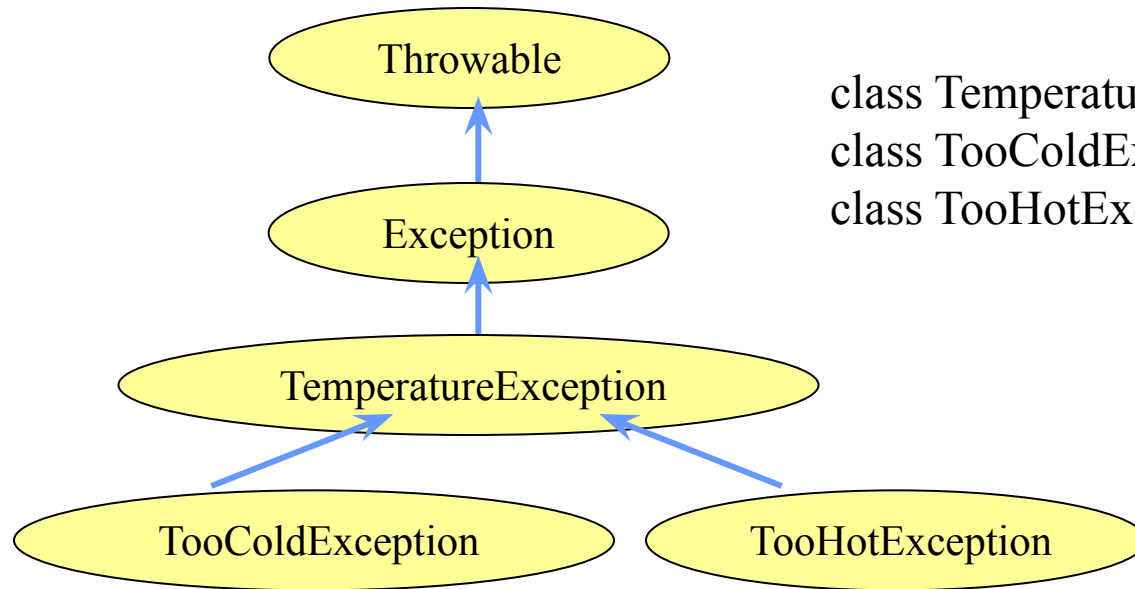 Throwable
class Temperatu
class TooColdEx
class TooHotExc
Exception
TemperatureException
TooColdException
TooHotException